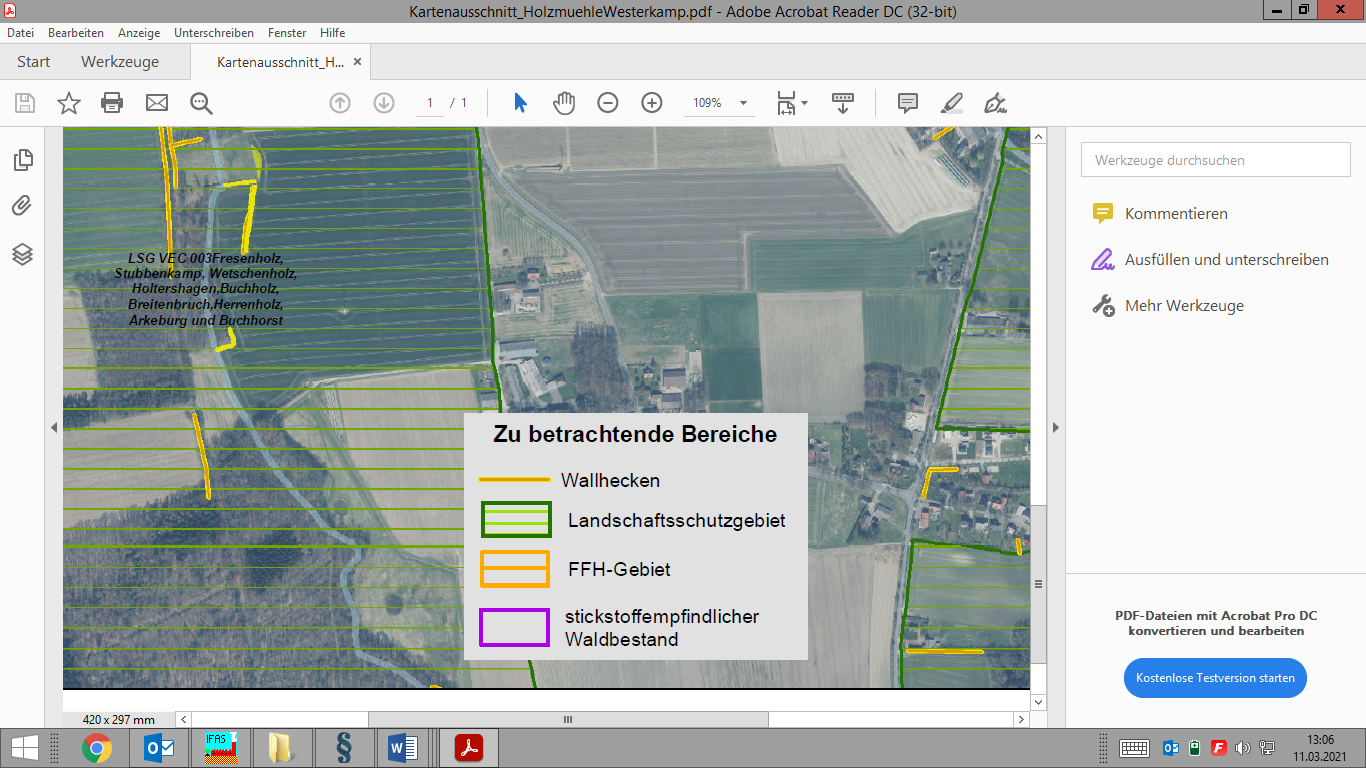 Kartenausschnitt_HolzmuehleWesterkamp.pdf - Adobe Acrobat Reader DC (32-bit)
Datei Bearbeiten Anzeige Unterschreiben Fenster Hilfe
Start Werkzeuge Kartenausschnitt_H...
1 / 1 109%
Werkzeuge durchsuchen
Kommentieren
Ausfüllen und unterschreiben
Mehr Werkzeuge
LSG VEC 003Fresenholz,
Stubbenkamp, Wetschenholz,
Holtershagen,Buchholz,
Breitenbruch,Herrenholz,
Arkeburg und Buchhorst
Zu betrachtende Bereiche
Wallhecken
Landschaftsschutzgebiet
FFH-Gebiet
stickstoffempfindlicher
Waldbestand
PDF-Dateien mit Acrobat Pro DC
konvertieren und bearbeiten
Kostenlose Testversion starten
420 x 297 mm
IFAS
13:06
11.03.2021